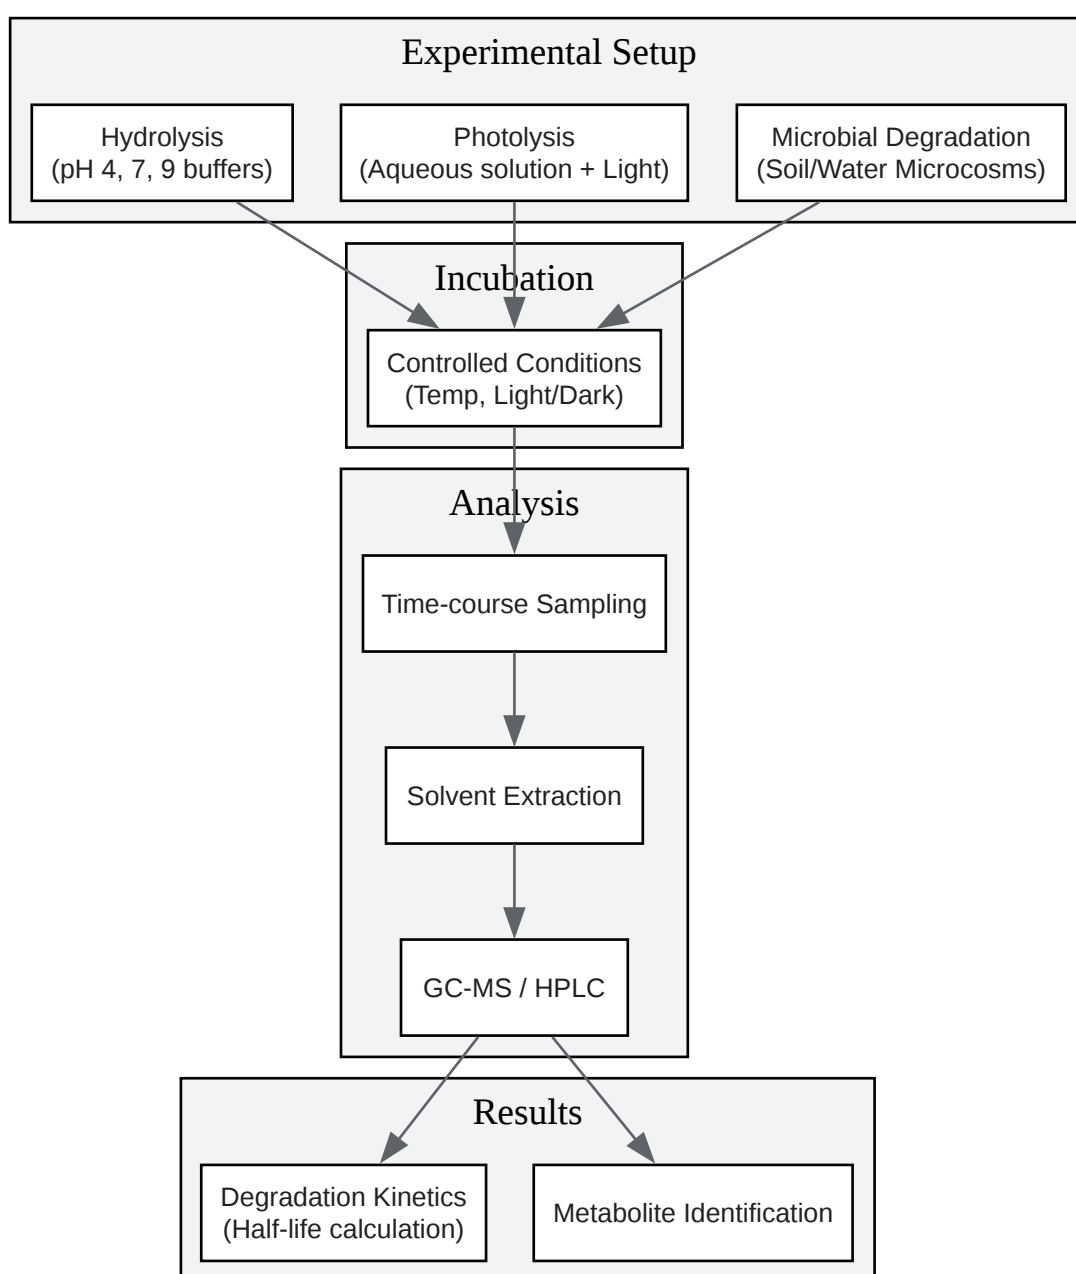 Experimental Setup
Hydrolysis
(pH 4, 7, 9 buffers)
Photolysis
(Aqueous solution + Light)
Microbial Degradation
(Soil/Water Microcosms)
Incubation
Controlled Conditions
(Temp, Light/Dark)
Analysis
Time-course Sampling
Solvent Extraction
GC-MS / HPLC
Results
Degradation Kinetics
(Half-life calculation)
Metabolite Identification